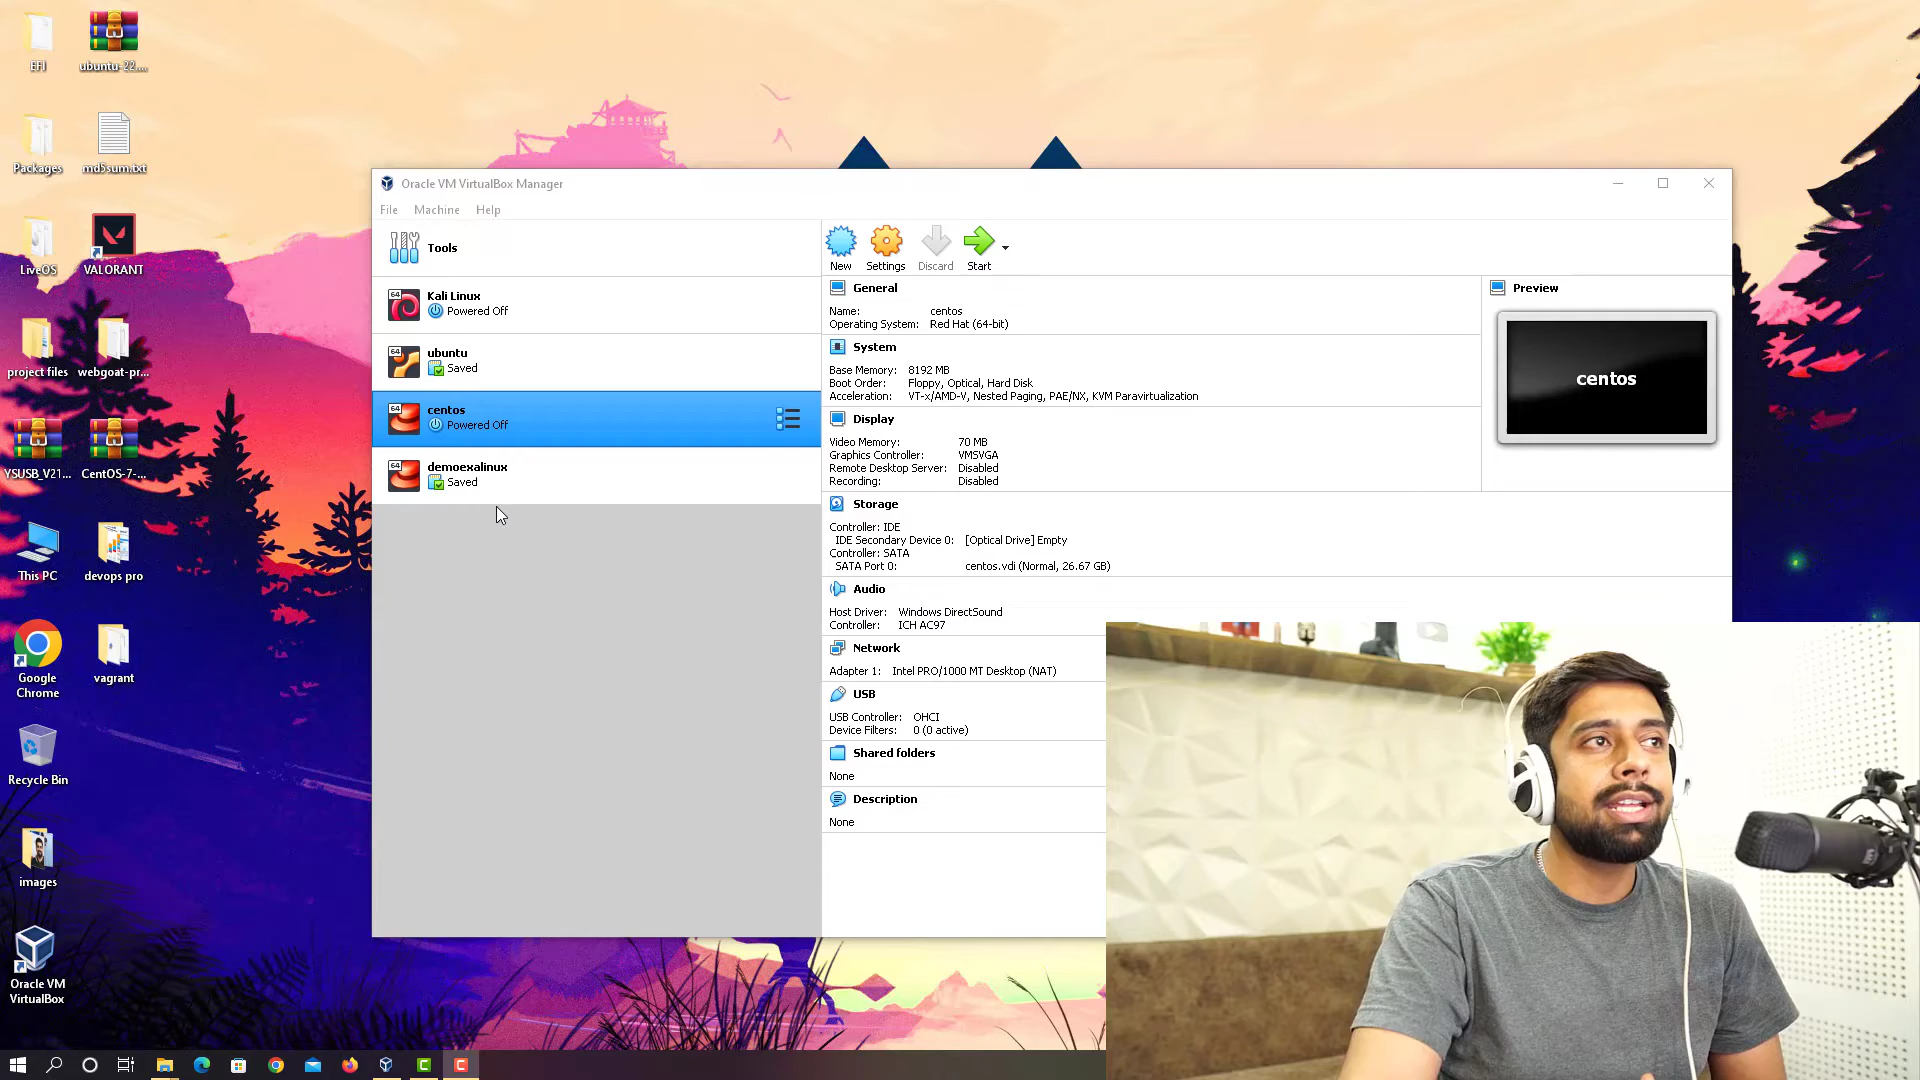 EFI
ubuntu-22....
Packages
md5sum.txt
LiveOS
VALORANT
project files
webgoat-pr...
YSUSB_V21...
CentOS-7-...
This PC
devops pro
Google
Chrome
vagrant
Recycle Bin
images
Oracle VM
VirtualBox
Oracle VM VirtualBox Manager
File Machine Help
Tools
64
Kali Linux
Powered Off
64
ubuntu
Saved
64
centos
Powered Off
64
demoexalinux
Saved
New Settings Discard Start
General
Name: centos
Operating System: Red Hat (64-bit)
System
Base Memory: 8192 MB
Boot Order: Floppy, Optical, Hard Disk
Acceleration: VT-x/AMD-V, Nested Paging, PAE/NX, KVM Paravirtualization
Display
Video Memory: 70 MB
Graphics Controller: VMSVGA
Remote Desktop Server: Disabled
Recording: Disabled
Storage
Controller: IDE
IDE Secondary Device 0: [Optical Drive] Empty
Controller: SATA
SATA Port 0: centos.vdi (Normal, 26.67 GB)
Audio
Host Driver: Windows DirectSound
Controller: ICH AC97
Network
Adapter 1: Intel PRO/1000 MT Desktop (NAT)
USB
USB Controller: OHCI
Device Filters: 0 (0 active)
Shared folders
None
Description
None
Preview
centos